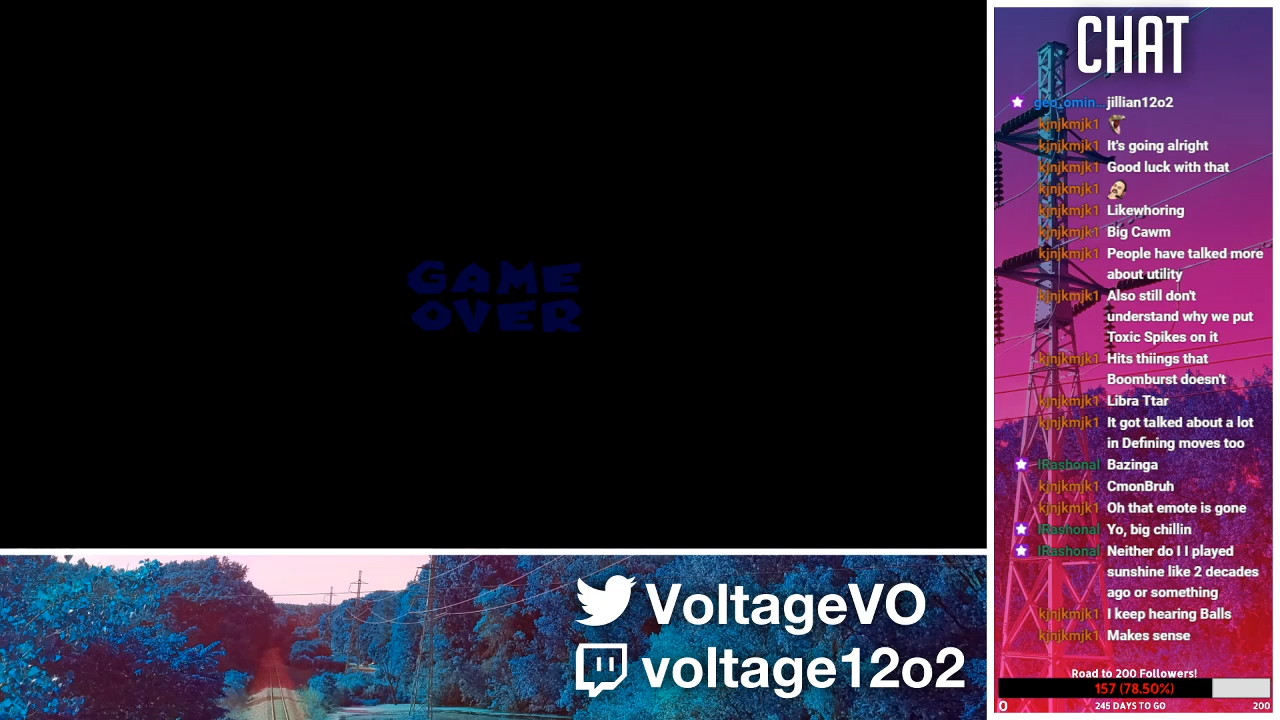 GAME
OVER
VoltageVO
voltage12o2
CHAT
geo_omin... jillian12o2
kjnjkmjk1
kjnjkmjk1 It's going alright
kjnjkmjk1 Good luck with that
kjnjkmjk1
kjnjkmjk1 Likewhoring
kjnjkmjk1 Big Cawm
kjnjkmjk1 People have talked more
about utility
kjnjkmjk1 Also still don't
understand why we put
Toxic Spikes on it
kjnjkmjk1 Hits thiings that
Boomburst doesn't
kjnjkmjk1 Libra Ttar
kjnjkmjk1 It got talked about a lot
in Defining moves too
IRashonal Bazinga
kjnjkmjk1 CmonBruh
kjnjkmjk1 Oh that emote is gone
IRashonal Yo, big chillin
IRashonal Neither do I I played
sunshine like 2 decades
ago or something
kjnjkmjk1 I keep hearing Balls
kjnjkmjk1 Makes sense
Road to 200 Followers!
157 (78.50%)
0 245 DAYS TO GO 200